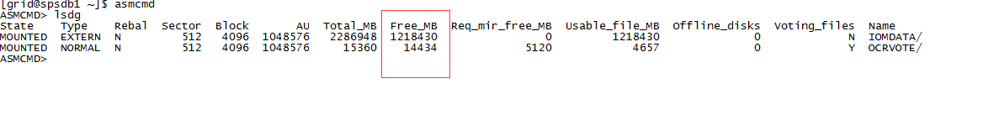 [grid@spsdb1 ~]$ asmcmd
ASMCMD> lsdg
State    Type    Rebal  Sector  Block       AU  Total_MB  Free_MB  Req_mir_free_MB  Usable_file_MB  Offline_disks  Voting_files  Name
MOUNTED  EXTERN  N         512   4096  1048576   2286948  1218430                0         1218430              0             N  IOMDATA/
MOUNTED  NORMAL  N         512   4096  1048576     15360    14434             5120            4657              0             Y  OCRVOTE/
ASMCMD>